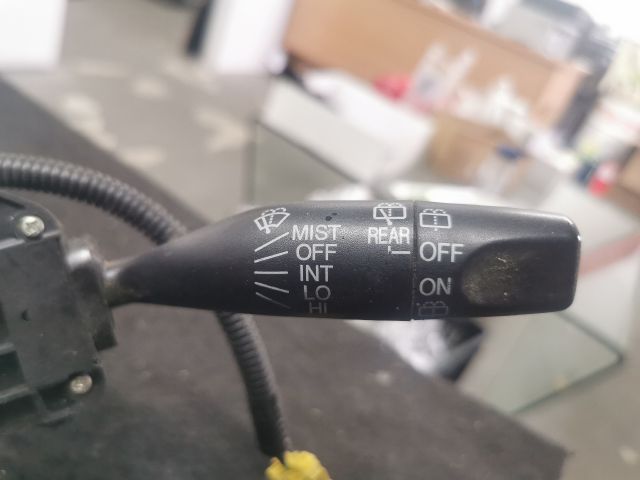 MIST
OFF
INT
LO
HI
REAR
OFF
ON